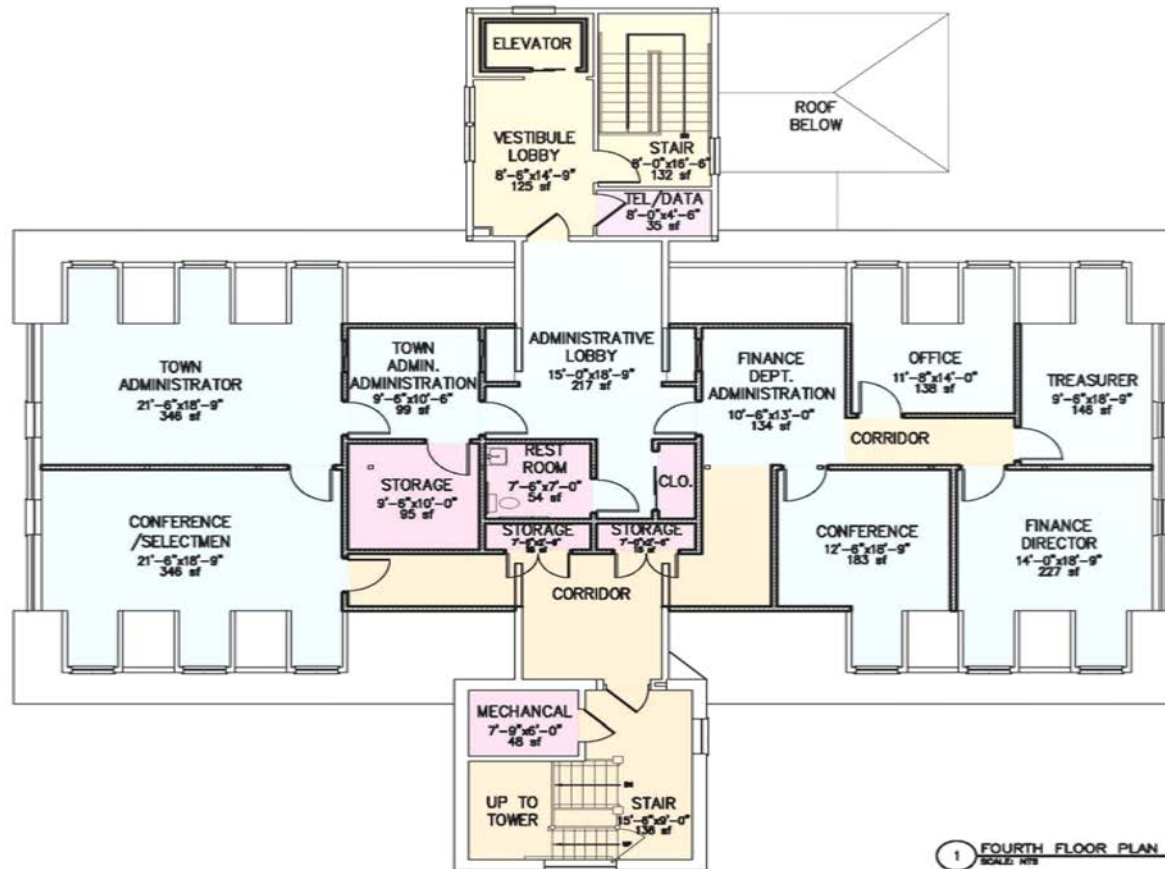 ELEVATOR
VESTIBULE
LOBBY
8'-6"x14'-9"
125 sf
STAIR
8'-0"x16'-6"
132 sf
TEL/DATA
8'-0"x4'-6"
35 sf
ROOF
BELOW
TOWN
ADMINISTRATOR
21'-6"x18'-9"
346 sf
TOWN
ADMIN.
ADMINISTRATION
9'-6"x10'-6"
99 sf
ADMINISTRATIVE
LOBBY
15'-0"x18'-9"
217 sf
FINANCE
DEPT.
ADMINISTRATION
10'-6"x13'-0"
134 sf
OFFICE
11'-8"x14'-0"
138 sf
TREASURER
9'-6"x18'-9"
146 sf
CORRIDOR
STORAGE
9'-6"x10'-0"
95 sf
REST
ROOM
7'-6"x7'-0"
54 sf
CLO.
CONFERENCE
/SELECTMEN
21'-6"x18'-9"
346 sf
STORAGE
STORAGE
CONFERENCE
12'-6"x18'-9"
183 sf
FINANCE
DIRECTOR
14'-0"x18'-9"
227 sf
CORRIDOR
MECHANCAL
7'-9"x6'-0"
48 sf
UP TO
TOWER
STAIR
15'-6"x9'-0"
138 sf
1 FOURTH FLOOR PLAN
SCALE: NTS